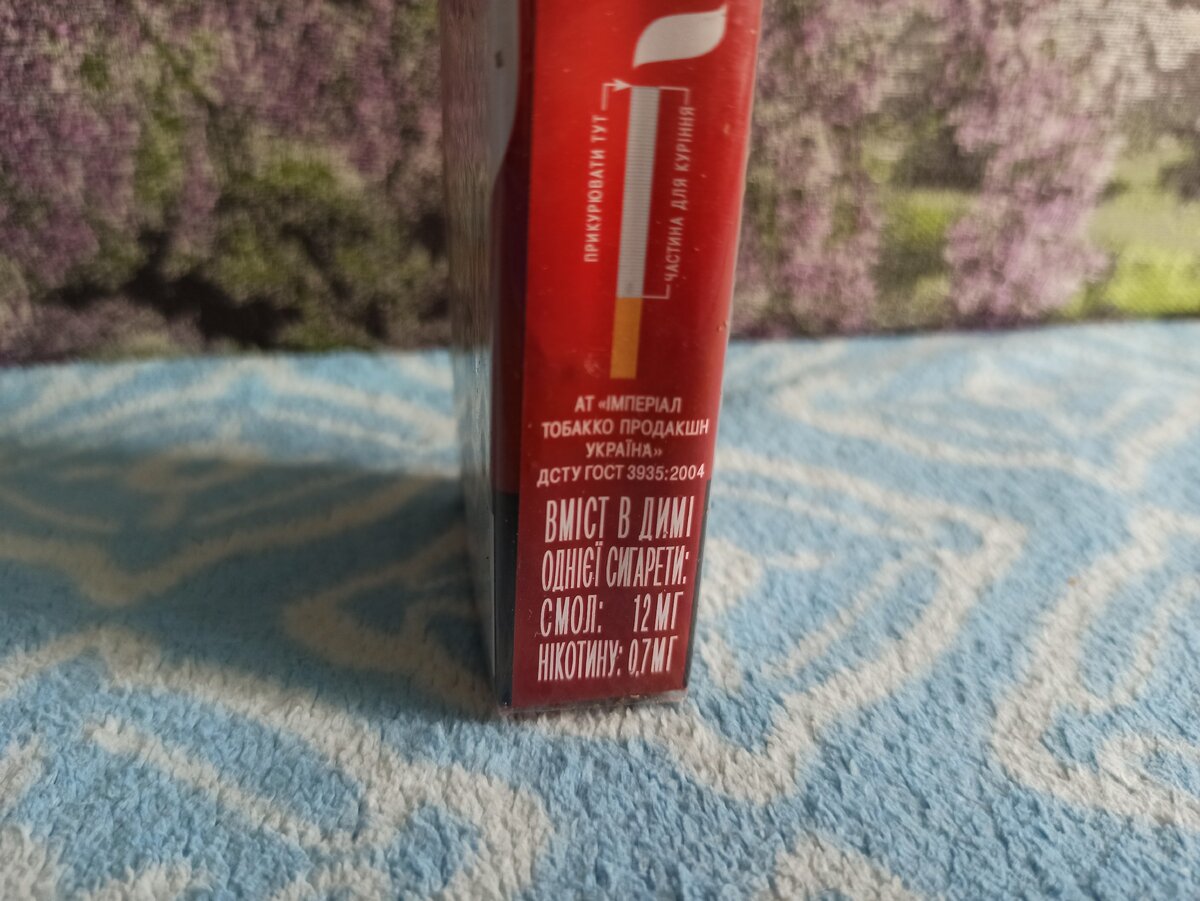 ПРИКУРЮВАТИ ТУТ
ЧАСТИНА ДЛЯ КУРІННЯ
АТ «ІМПЕРІАЛ
ТОБАККО ПРОДАКШН
УКРАЇНА»
ДСТУ ГОСТ 3935:2004
ВМІСТ В ДИМІ
ОДНІЄЇ СИГАРЕТИ:
СМОЛ: 12 МГ
НІКОТИНУ: 0,7 МГ